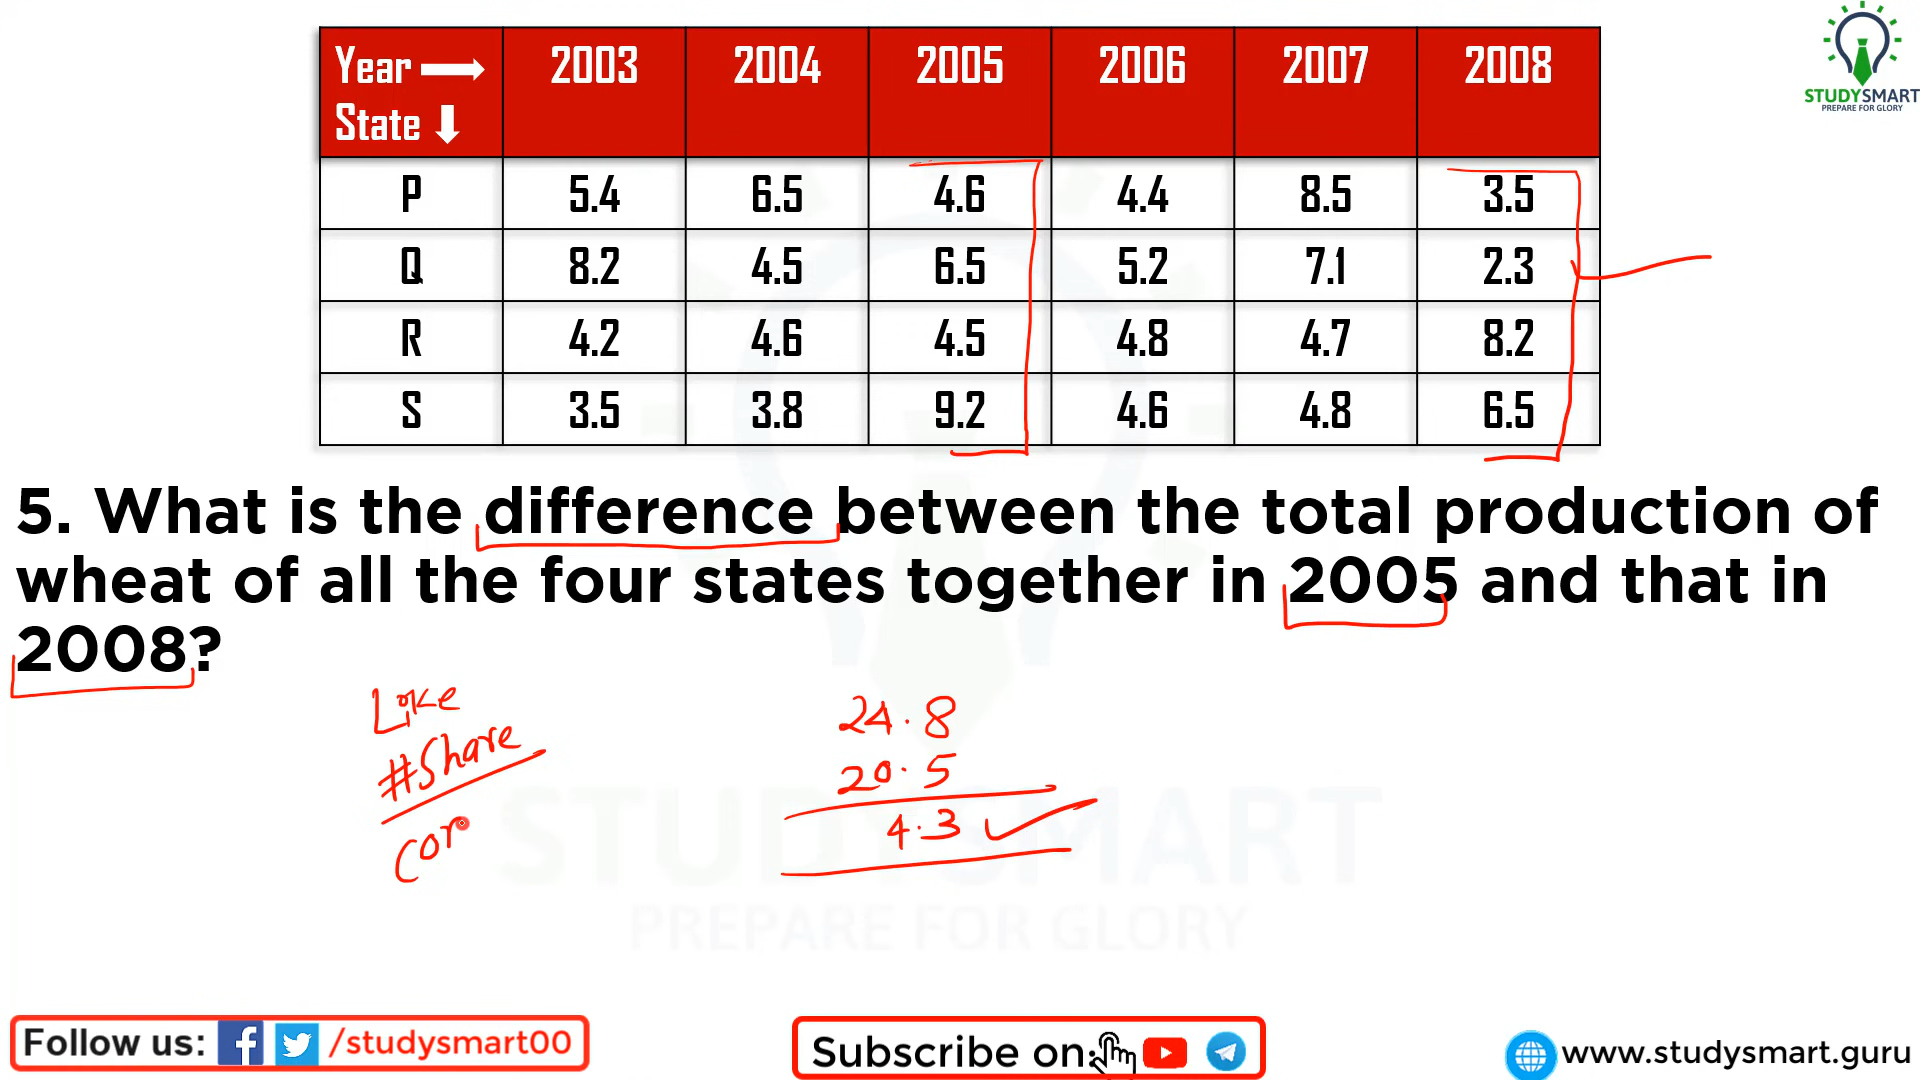 Year 2003 2004 2005 2006 2007 2008
State
P 5.4 6.5 4.6 4.4 8.5 3.5
Q 8.2 4.5 6.5 5.2 7.1 2.3
R 4.2 4.6 4.5 4.8 4.7 8.2
S 3.5 3.8 9.2 4.6 4.8 6.5
STUDYSMART
PREPARE FOR GLORY
5. What is the difference between the total production of
wheat of all the four states together in 2005 and that in
2008?
Like
#Share
Cor
24.8
20.5
4.3
STUDYSMART
PREPARE FOR GLORY
Follow us: /studysmart00
Subscribe on:
www.studysmart.guru